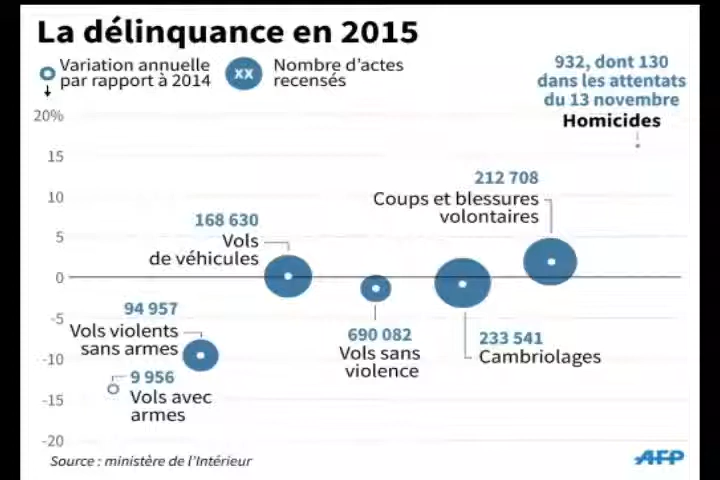 La délinquance en 2015
Variation annuelle
par rapport à 2014
xx
Nombre d'actes
recensés
932, dont 130
dans les attentats
du 13 novembre
Homicides
20%
15
10
5
0
-5
-10
-15
-20
212 708
Coups et blessures
volontaires
168 630
Vols
de véhicules
94 957
Vols violents
sans armes
9 956
Vols avec
armes
690 082
Vols sans
violence
233 541
Cambriolages
Source : ministère de l'Intérieur
AFP